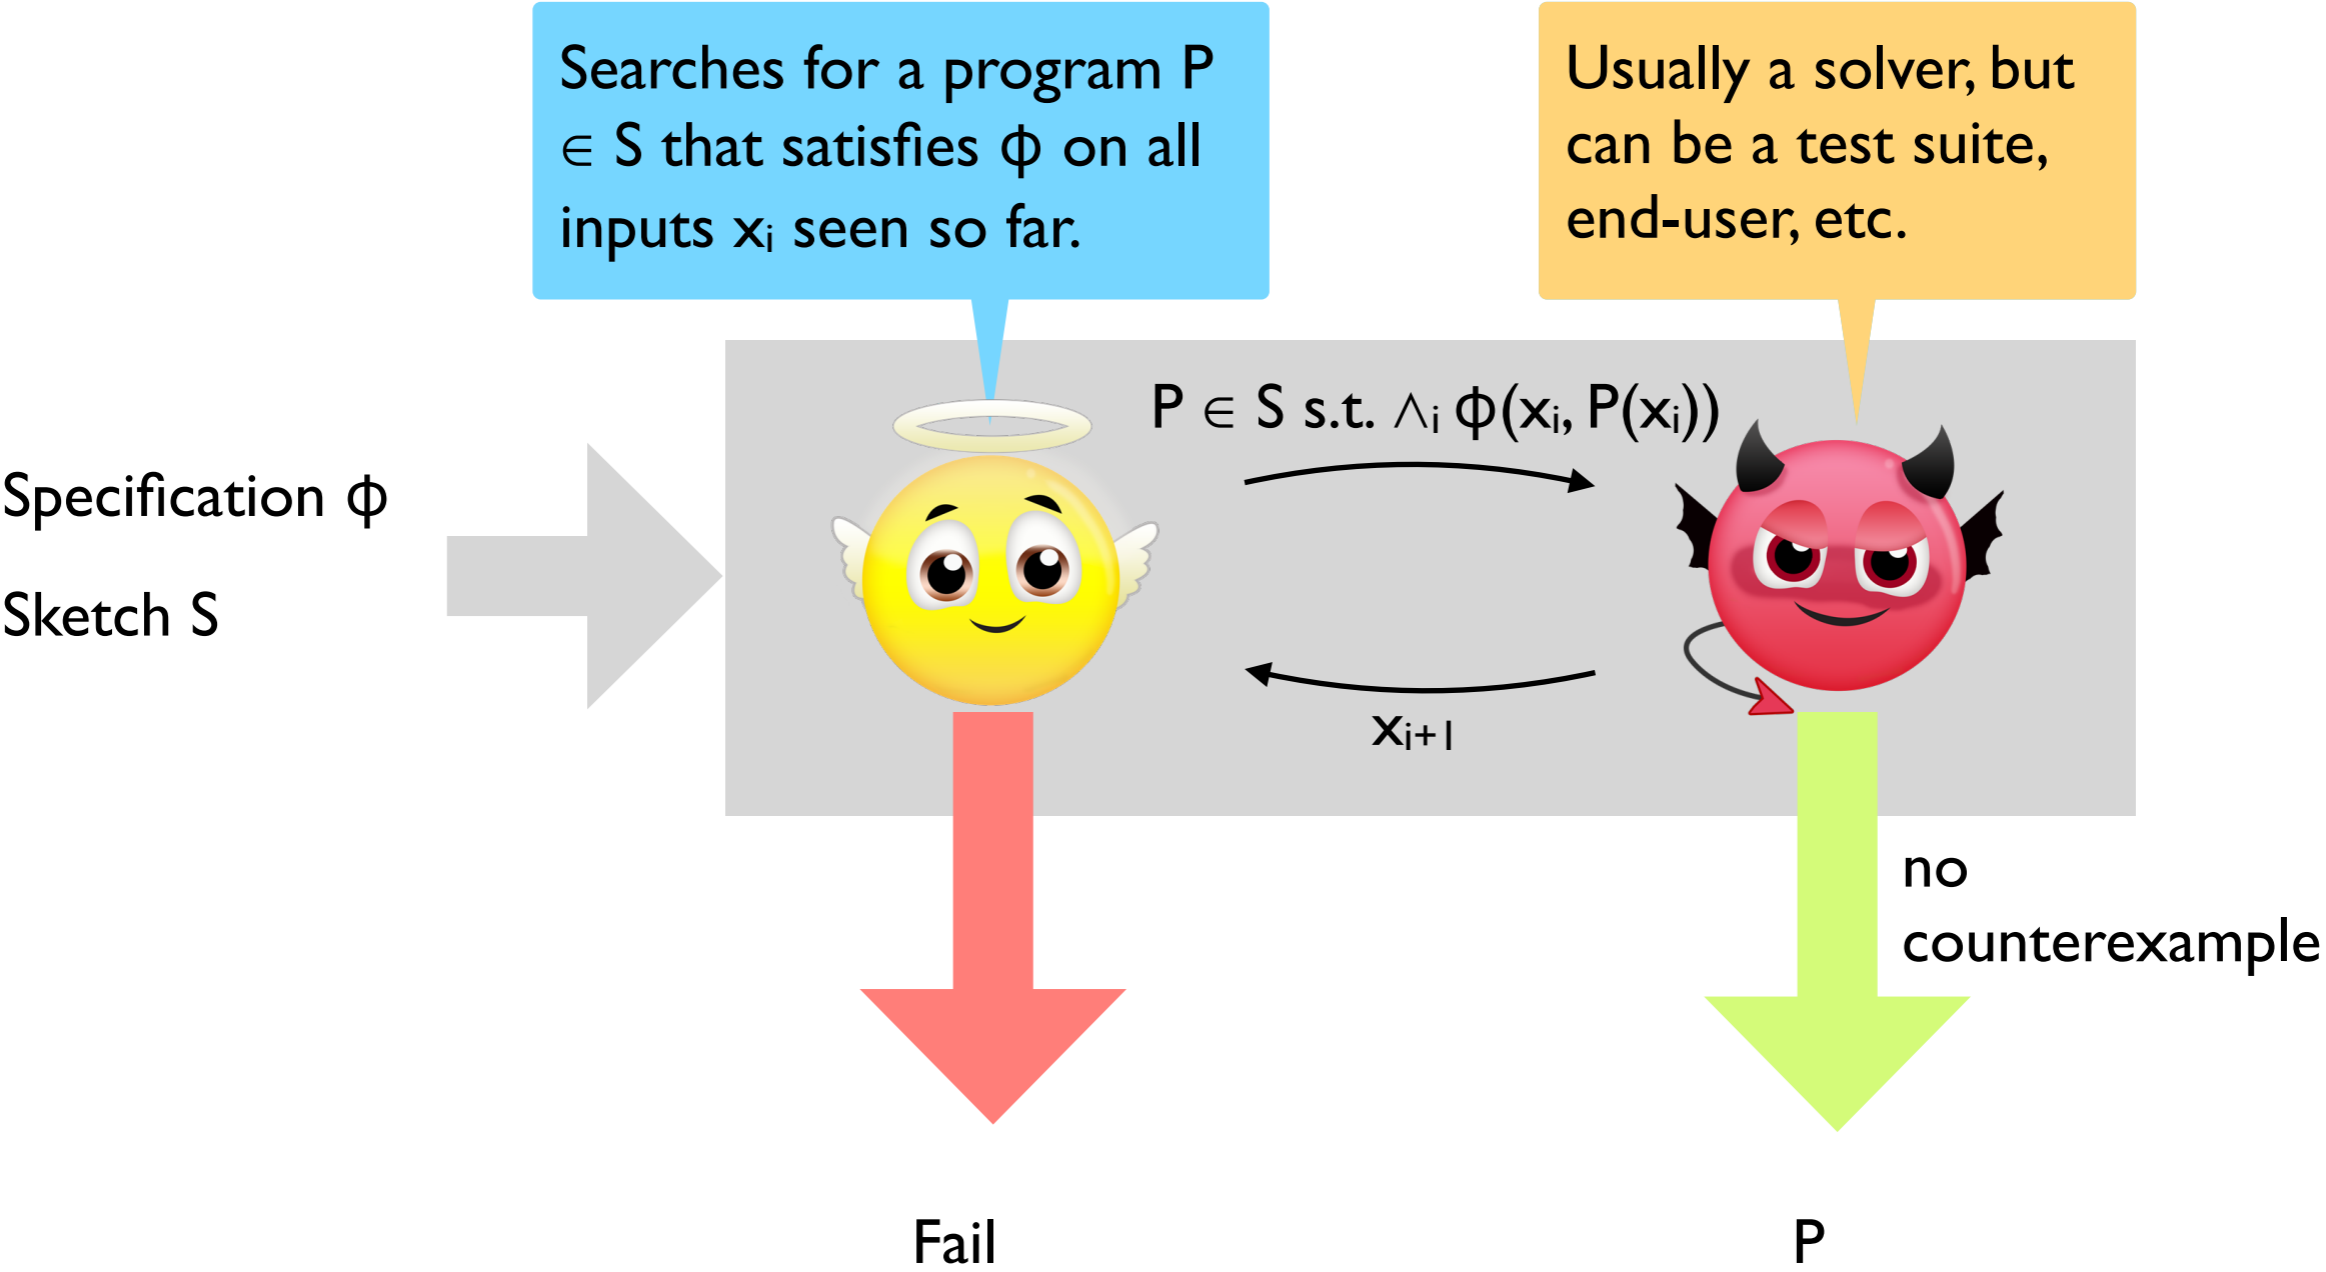 Searches for a program P
∈ S that satisfies ϕ on all
inputs xᵢ seen so far.
Usually a solver, but
can be a test suite,
end-user, etc.
P ∈ S s.t. ∧ᵢ ϕ(xᵢ, P(xᵢ))
Specification ϕ
Sketch S
xᵢ₊₁
no
counterexample
Fail
P